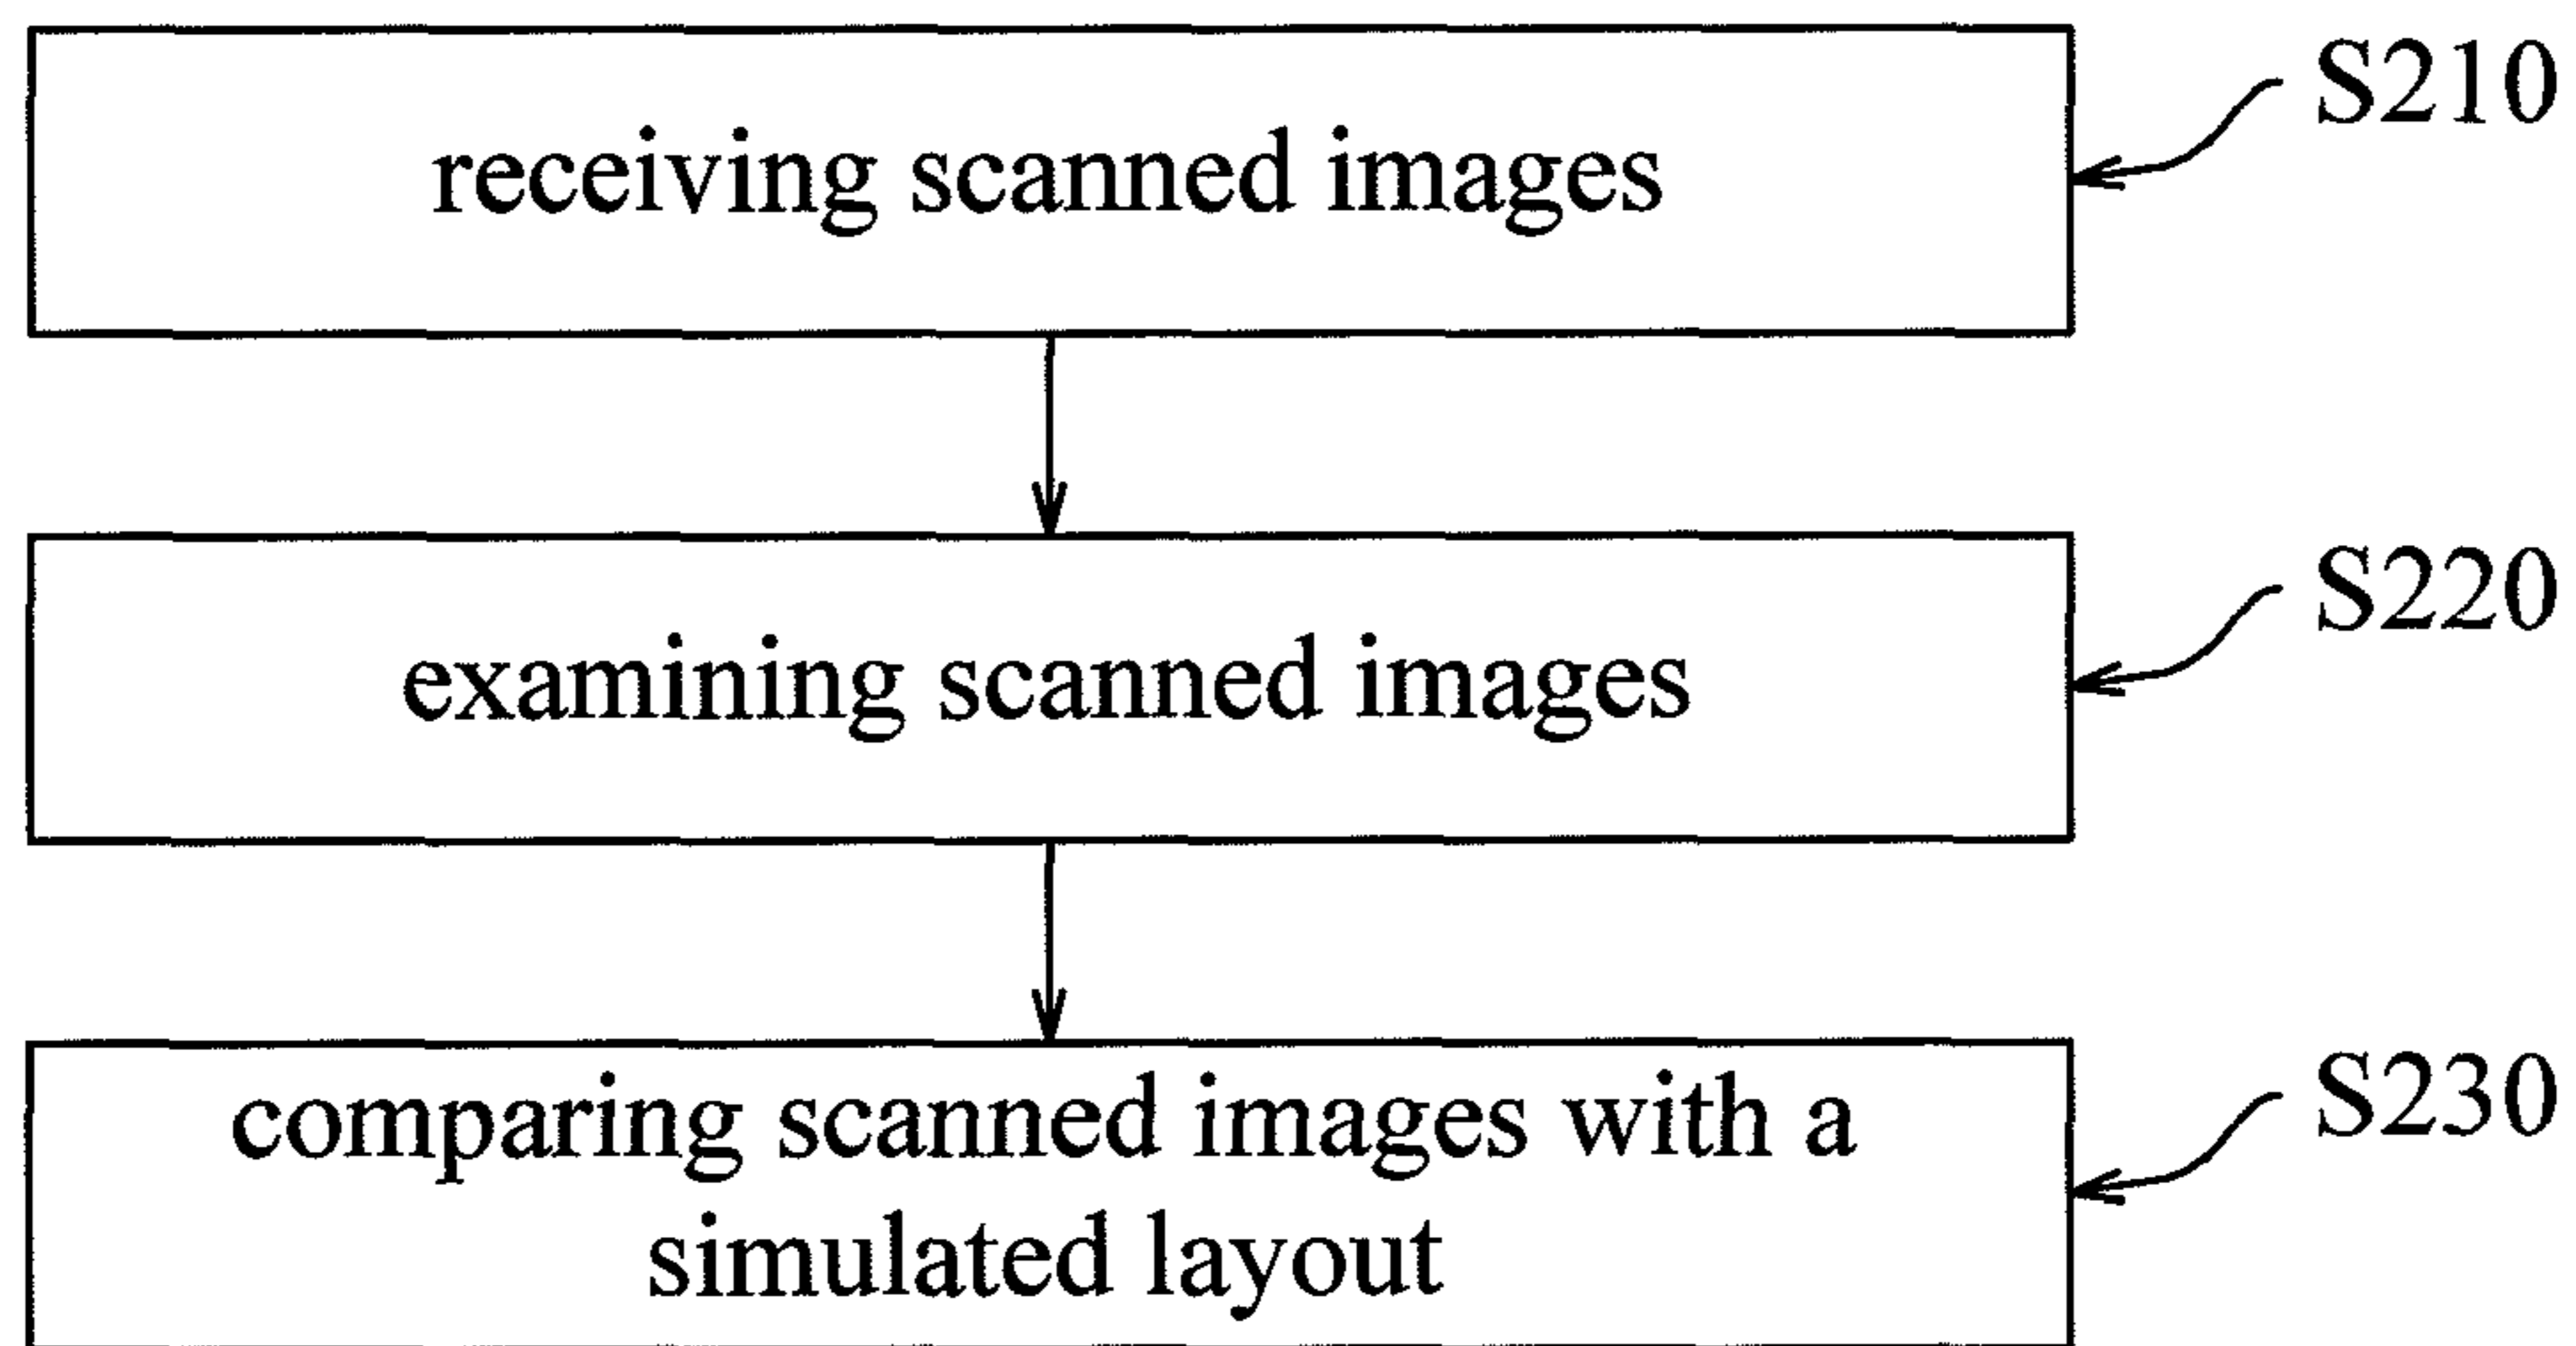 receiving scanned images
S210
examining scanned images
S220
comparing scanned images with a
simulated layout
S230